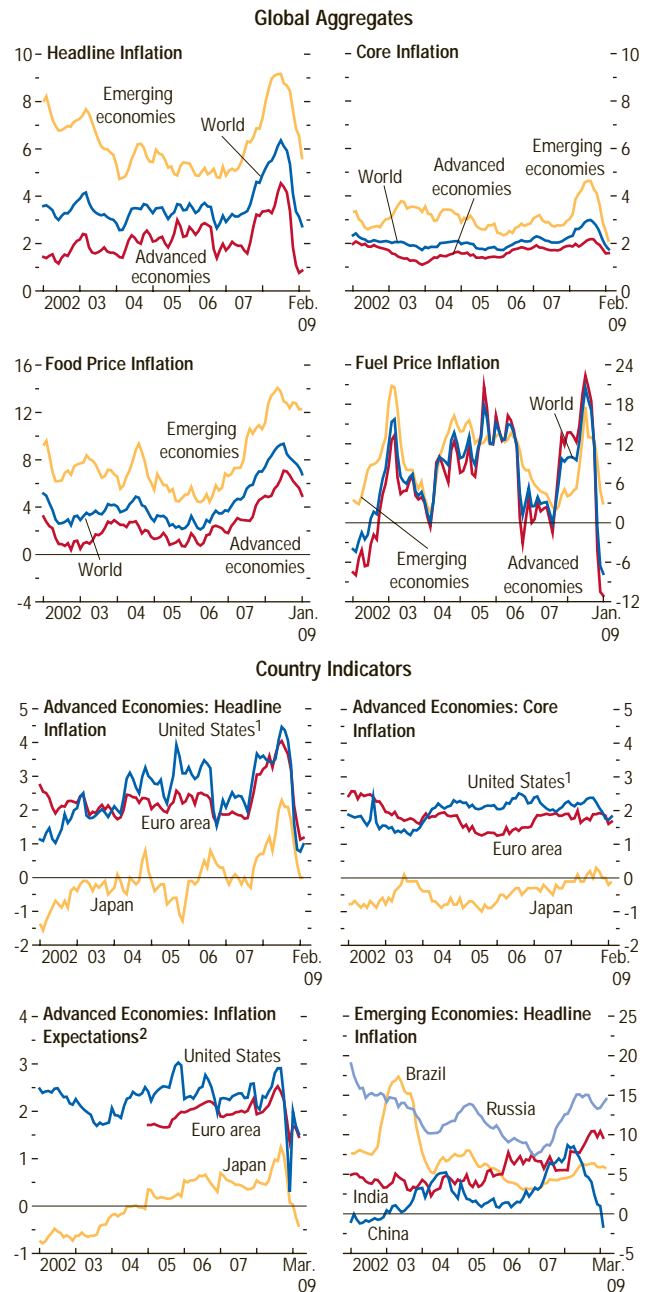 Global Aggregates
Headline Inflation
Core Inflation
10
8
6
4
2
0
Emerging
economies
World
Advanced
economies
2002 03 04 05 06 07 Feb.
09
10
8
6
4
2
0
World
Advanced
economies
Emerging
economies
2002 03 04 05 06 07 Feb.
09
Food Price Inflation
Fuel Price Inflation
16
12
8
4
0
-4
Emerging
economies
World
Advanced
economies
2002 03 04 05 06 07 Jan.
09
24
18
12
6
0
-6
-12
World
Emerging
economies
Advanced
economies
2002 03 04 05 06 07 Jan.
09
Country Indicators
Advanced Economies: Headline
Inflation
Advanced Economies: Core
Inflation
5
4
3
2
1
0
-1
-2
United States1
Euro area
Japan
2002 03 04 05 06 07 Feb.
09
5
4
3
2
1
0
-1
-2
United States1
Euro area
Japan
2002 03 04 05 06 07 Feb.
09
Advanced Economies: Inflation
Expectations2
Emerging Economies: Headline
Inflation
4
3
2
1
0
-1
United States
Euro area
Japan
2002 03 04 05 06 07 Mar.
09
25
20
15
10
5
0
-5
Brazil
Russia
India
China
2002 03 04 05 06 07 Mar.
09